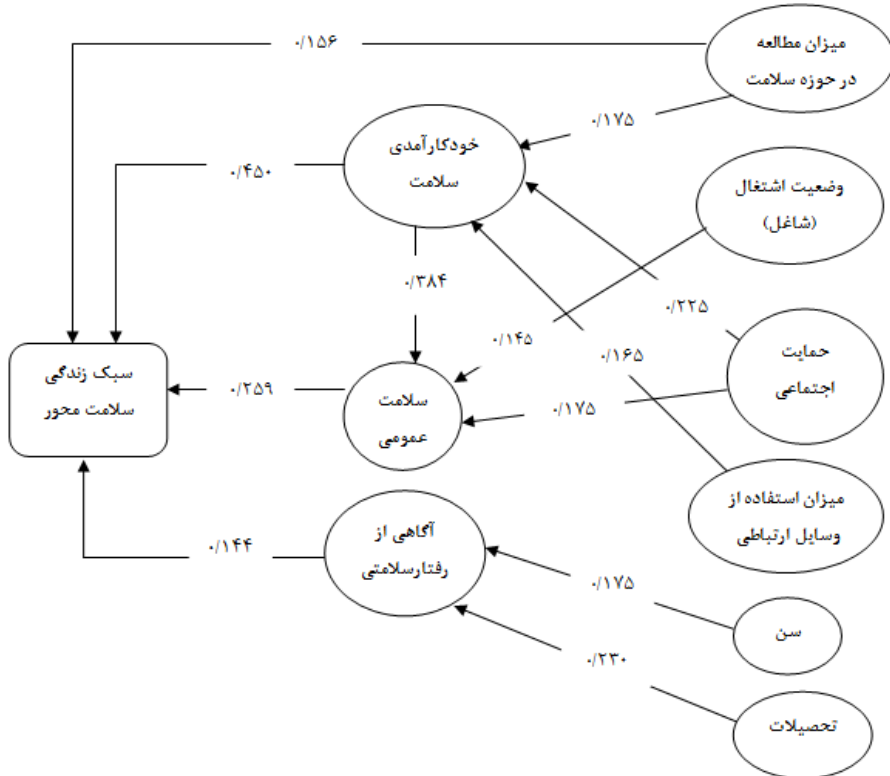 میزان مطالعه
در حوزه سلامت
۰/۱۵۶
۰/۱۷۵
خودکارآمدی
سلامت
۰/۴۵۰
وضعیت اشتغال
(شاغل)
۰/۳۸۴
۰/۲۲۵
۰/۱۴۵
۰/۱۶۵
حمایت
اجتماعی
سبک زندگی
سلامت محور
۰/۲۵۹
سلامت
عمومی
۰/۱۷۵
میزان استفاده از
وسایل ارتباطی
آگاهی از
رفتارسلامتی
۰/۱۴۴
۰/۱۷۵
سن
۰/۲۳۰
تحصیلات